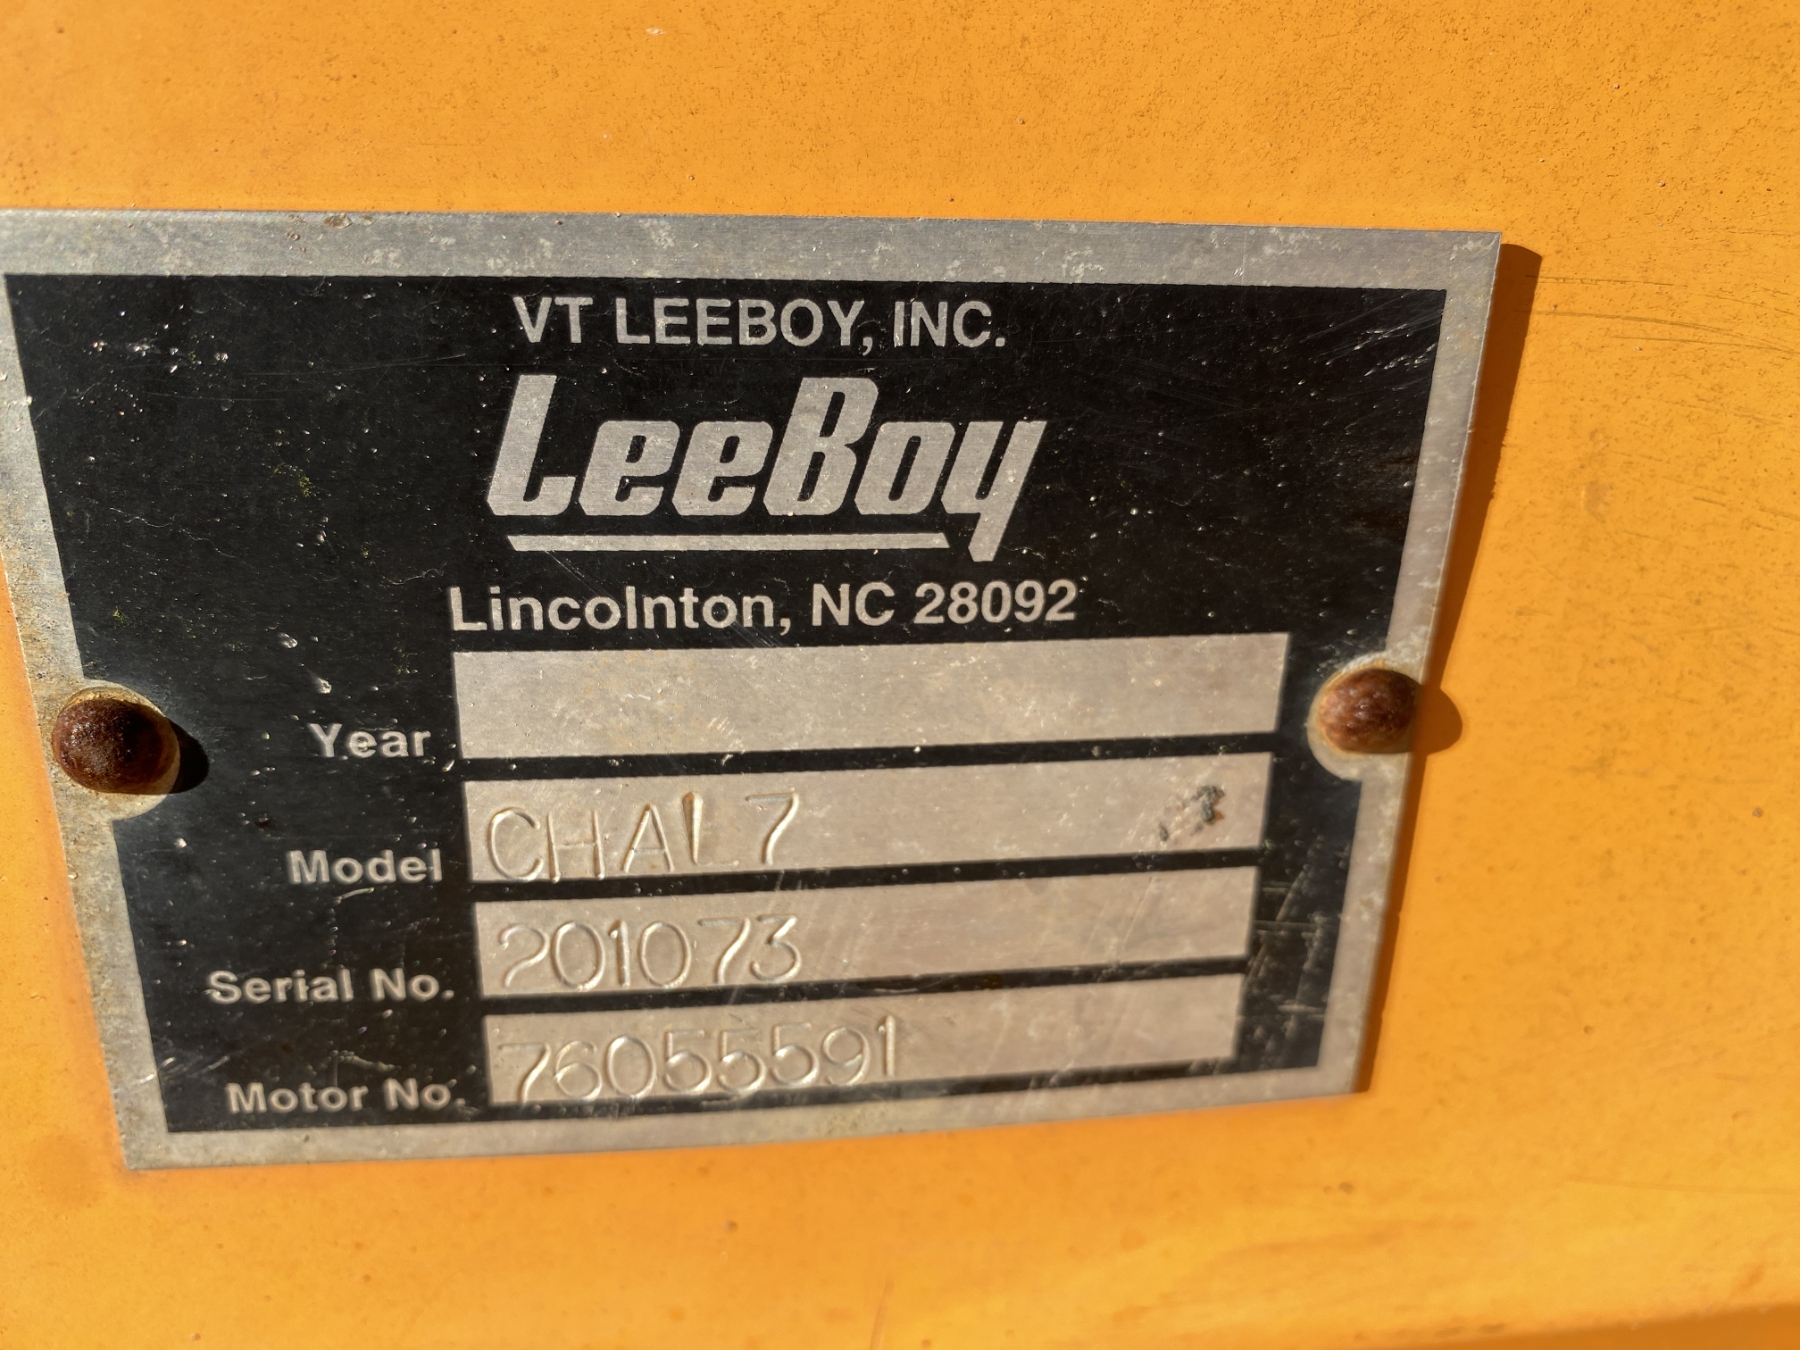 VT LEEBOY, INC.
LeeBoy
Lincolnton, NC 28092
Year
Model CHAL7
Serial No. 201073
Motor No. 76055591